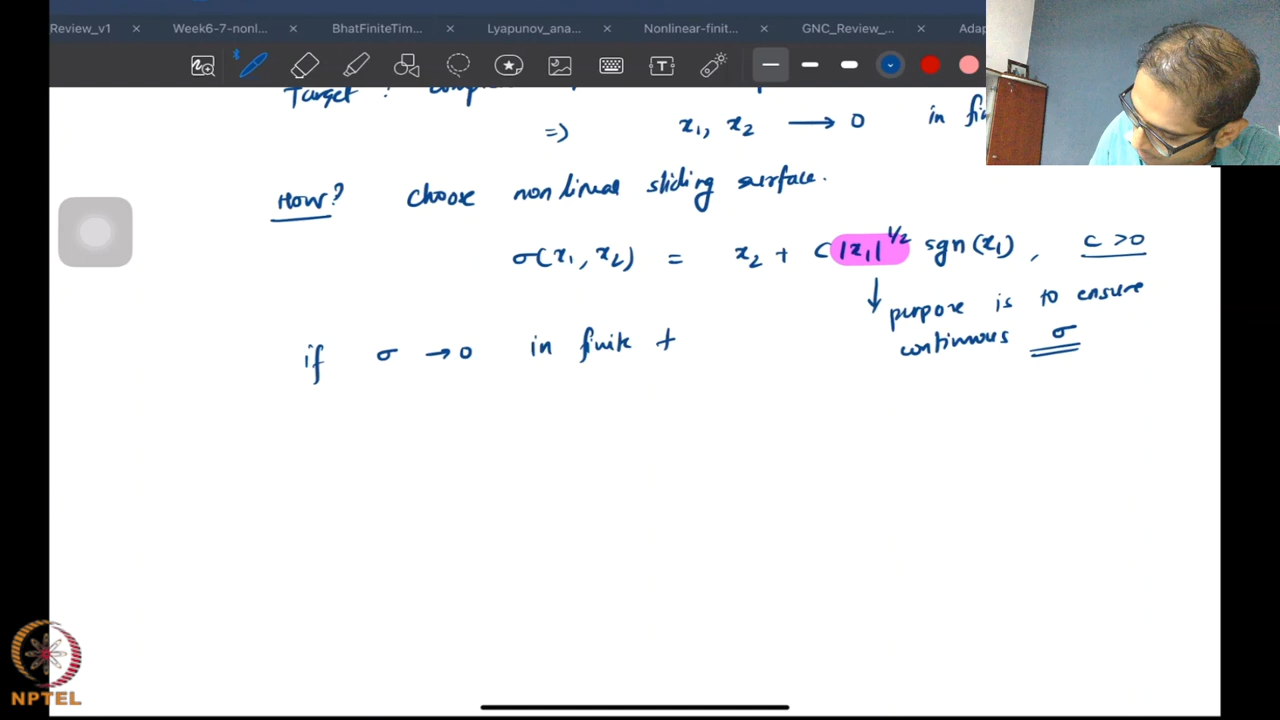 Review_v1 Week6-7-nonl... BhatFiniteTim... Lyapunov_ana... Nonlinear-finit... GNC_Review_... Adap
Target :
=> x₁, x₂ ⟶ 0 in fi
How? Choose nonlinear sliding surface.
σ(x₁, x₂) = x₂ + C|x₁|^{1/2} sgn(x₁), c > 0
↓ purpose is to ensure
continuous σ
if σ → 0 in finite t
NPTEL